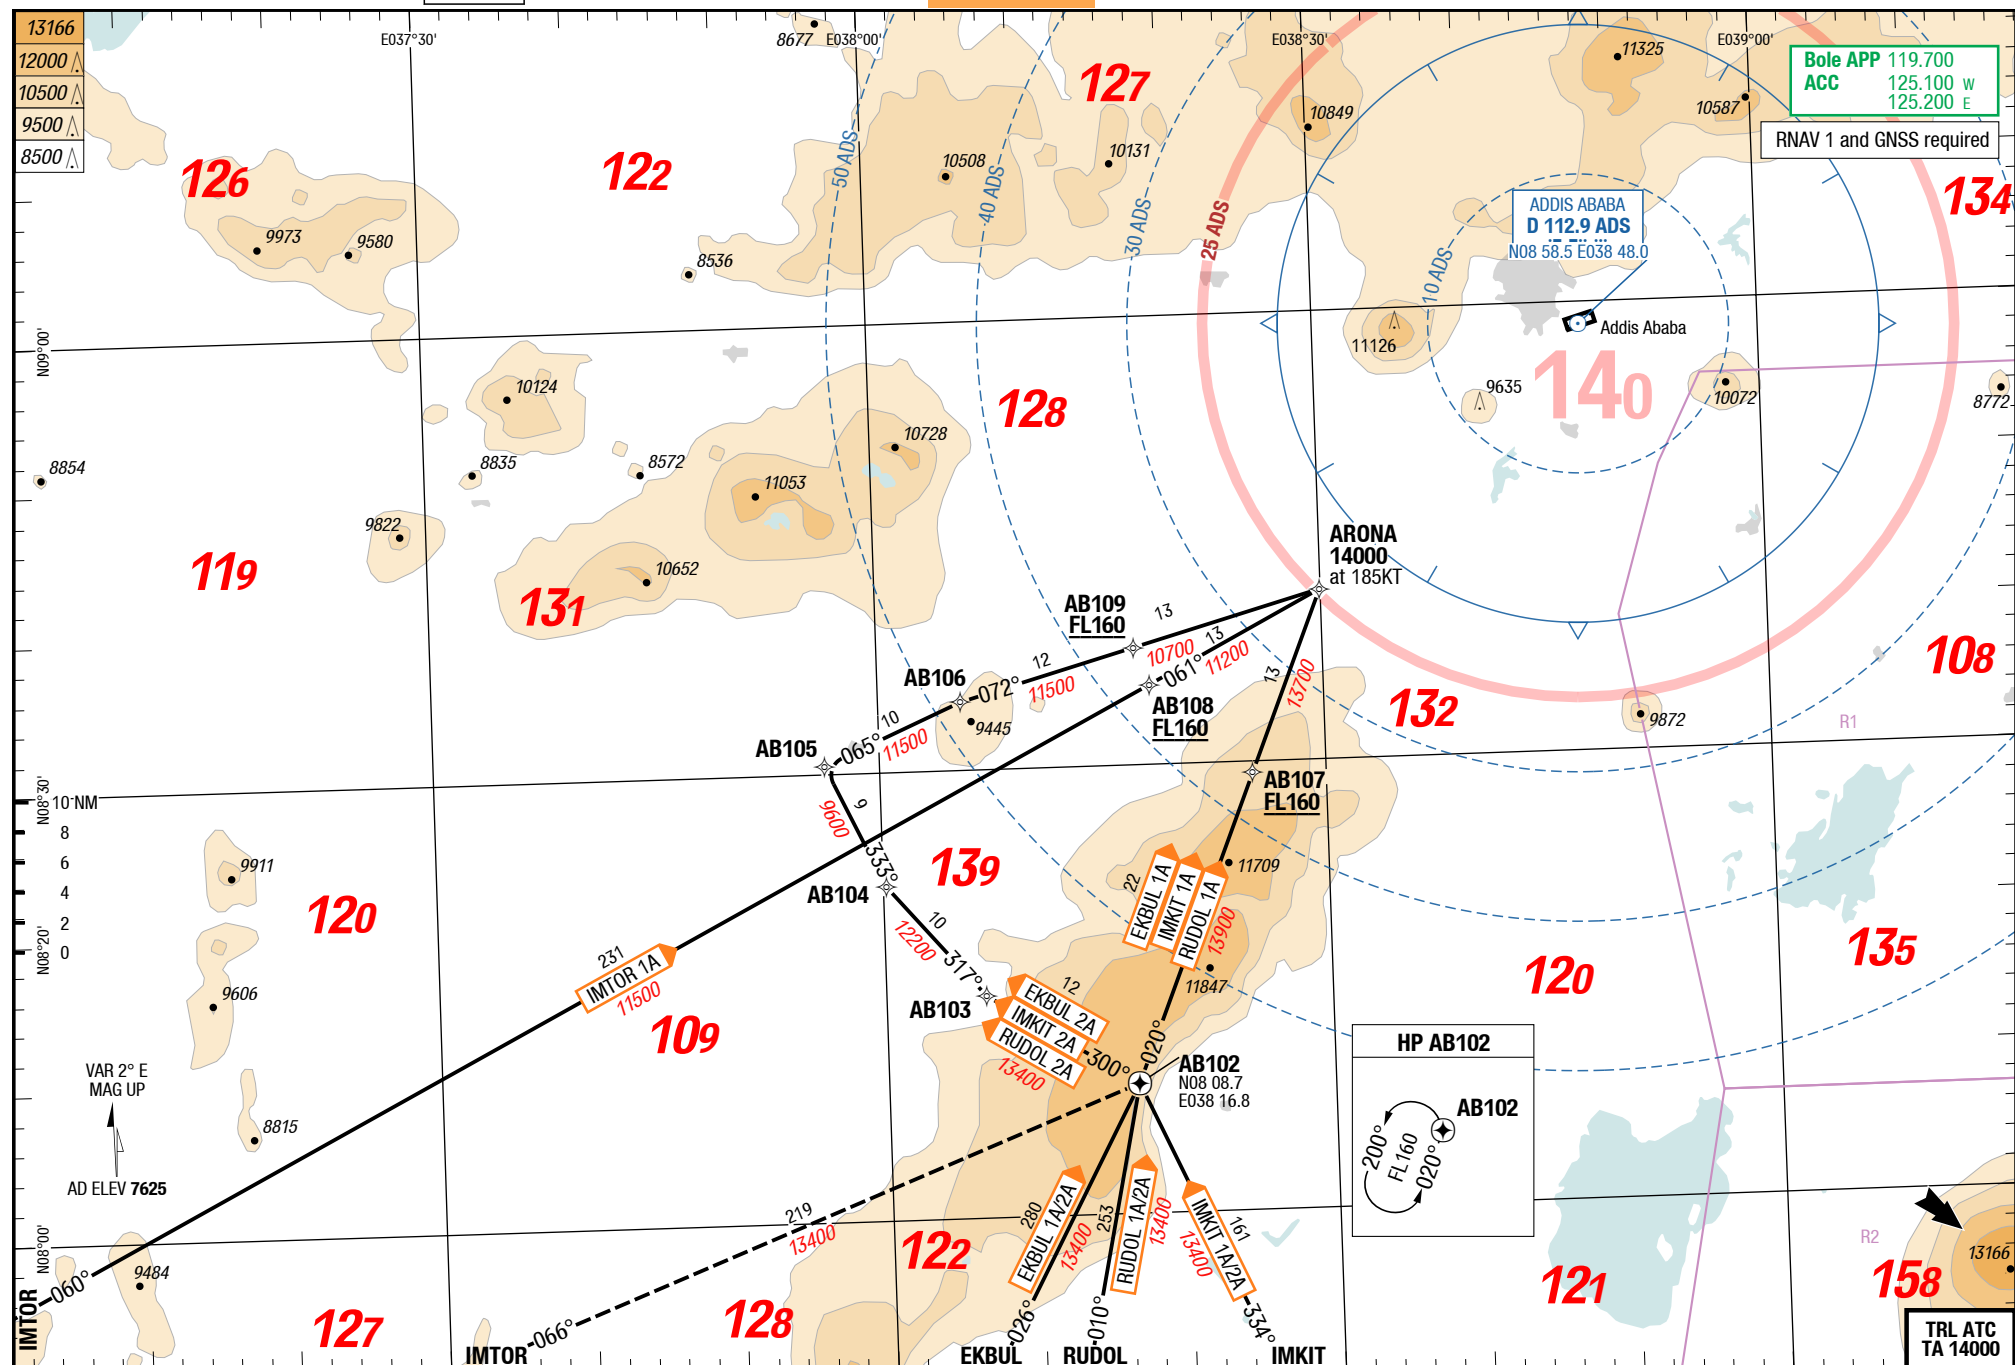 13166
12000
10500
9500
8500
E037°30'
8677
E038°00'
E038°30'
E039°00'
11325
10587
10849
Bole APP 119.700
ACC 125.100 W
125.200 E
RNAV 1 and GNSS required
127
126
122
134
50 ADS
40 ADS
30 ADS
25 ADS
10 ADS
10508
10131
9973
9580
8536
ADDIS ABABA
D 112.9 ADS
N08 58.5 E038 48.0
Addis Ababa
N09°00'
11126
140
9635
10072
8772
10124
128
10728
8835
8572
8854
11053
9822
119
10652
131
ARONA
14000
at 185KT
AB109
FL160
13
10700
13
11200
061°
12
11500
072°
AB106
9445
AB108
FL160
13
13700
132
108
9872
R1
AB105
065°
10
11500
AB107
FL160
N08°30'
10 NM
8
6
4
2
0
N08°20'
9
9600
333°
139
AB104
9911
120
11709
22
EKBUL 1A
IMKIT 1A
RUDOL 1A
13900
10
12200
317°
231
IMTOR 1A
11500
109
AB103
12
EKBUL 2A
IMKIT 2A
RUDOL 2A
13400
300°
020°
11847
120
135
9606
HP AB102
AB102
200°
FL160
020°
AB102
N08 08.7
E038 16.8
VAR 2° E
MAG UP
AD ELEV 7625
8815
219
13400
280
EKBUL 1A/2A
13400
253
RUDOL 1A/2A
13400
161
IMKIT 1A/2A
13400
122
N08°00'
9484
060°
IMTOR
127
128
066°
IMTOR
026°
EKBUL
010°
RUDOL
334°
IMKIT
121
R2
13166
158
TRL ATC
TA 14000